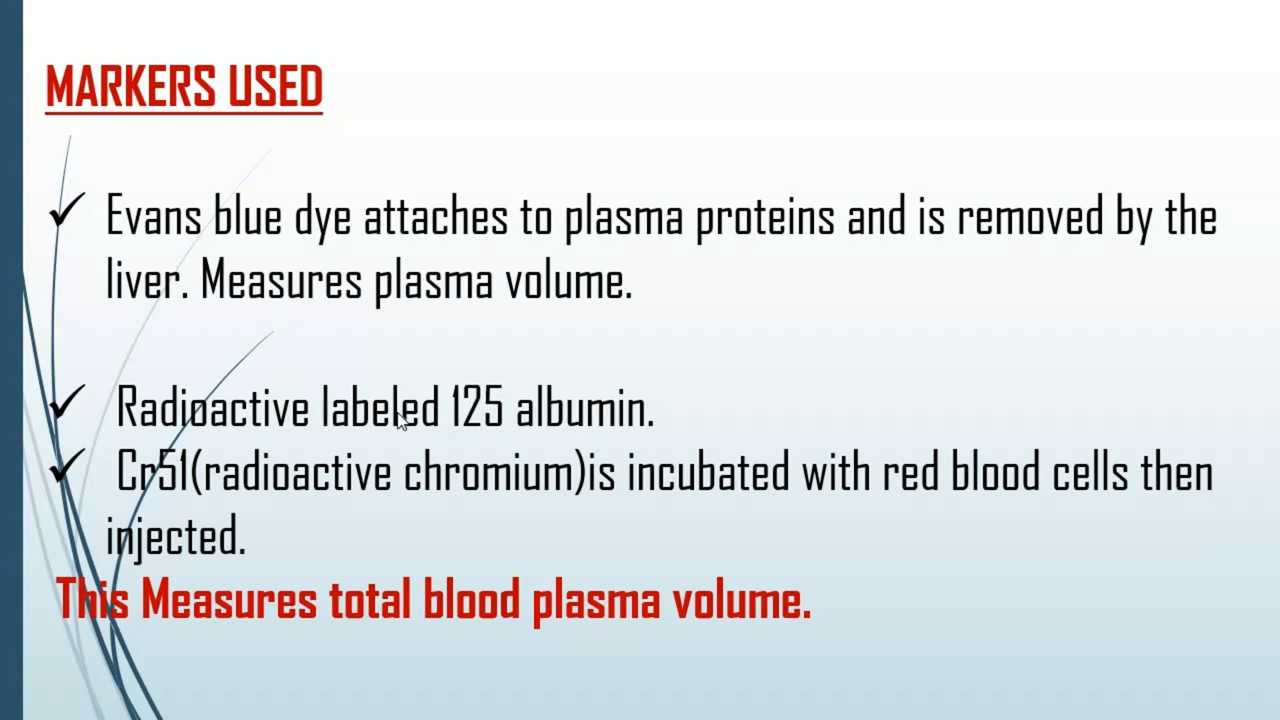 MARKERS USED
✓ Evans blue dye attaches to plasma proteins and is removed by the
liver. Measures plasma volume.
✓ Radioactive labeled 125 albumin.
✓ Cr51(radioactive chromium)is incubated with red blood cells then
injected.
This Measures total blood plasma volume.